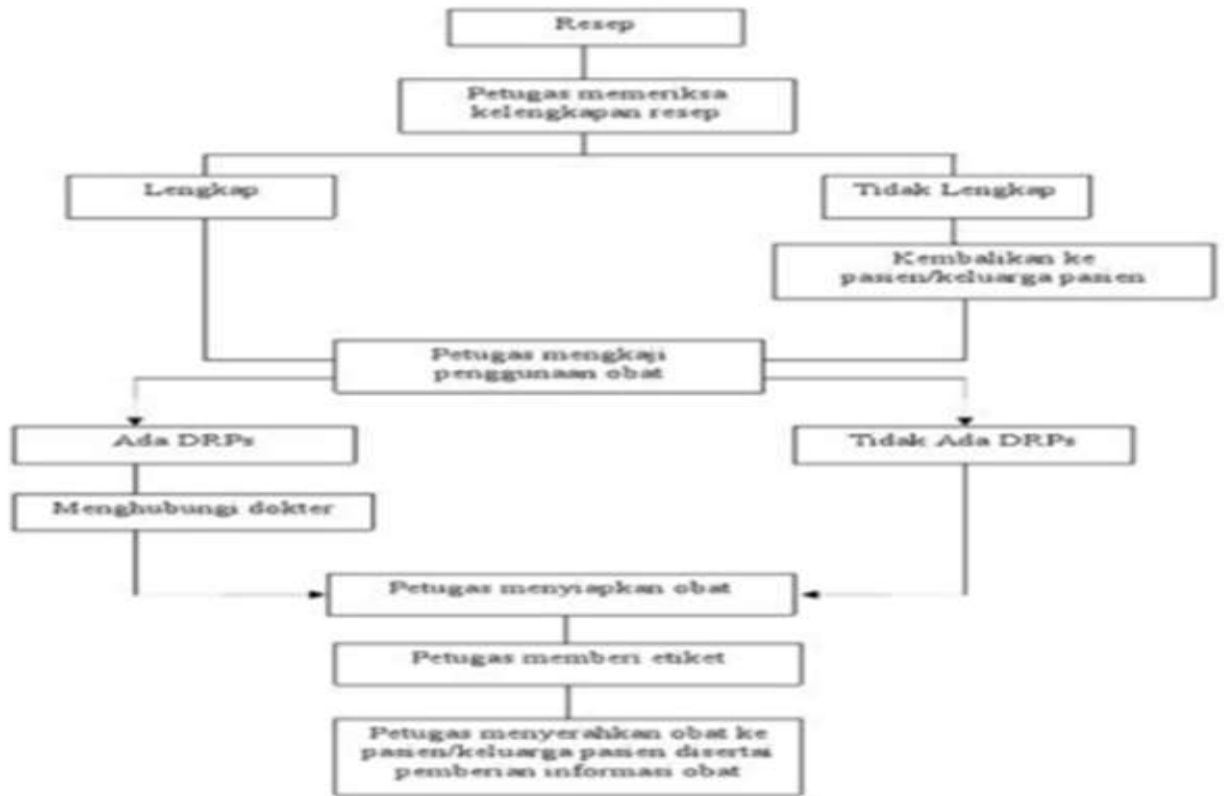 Resep
Petugas memeriksa
kelengkapan resep
Lengkap
Tidak Lengkap
Kembalikan ke
pasien/keluarga pasien
Petugas mengkaji
penggunaan obat
Ada DRPs
Tidak Ada DRPs
Menghubungi dokter
Petugas menyiapkan obat
Petugas memberi etiket
Petugas menyerahkan obat ke
pasien/keluarga pasien disertai
pemberian informasi obat